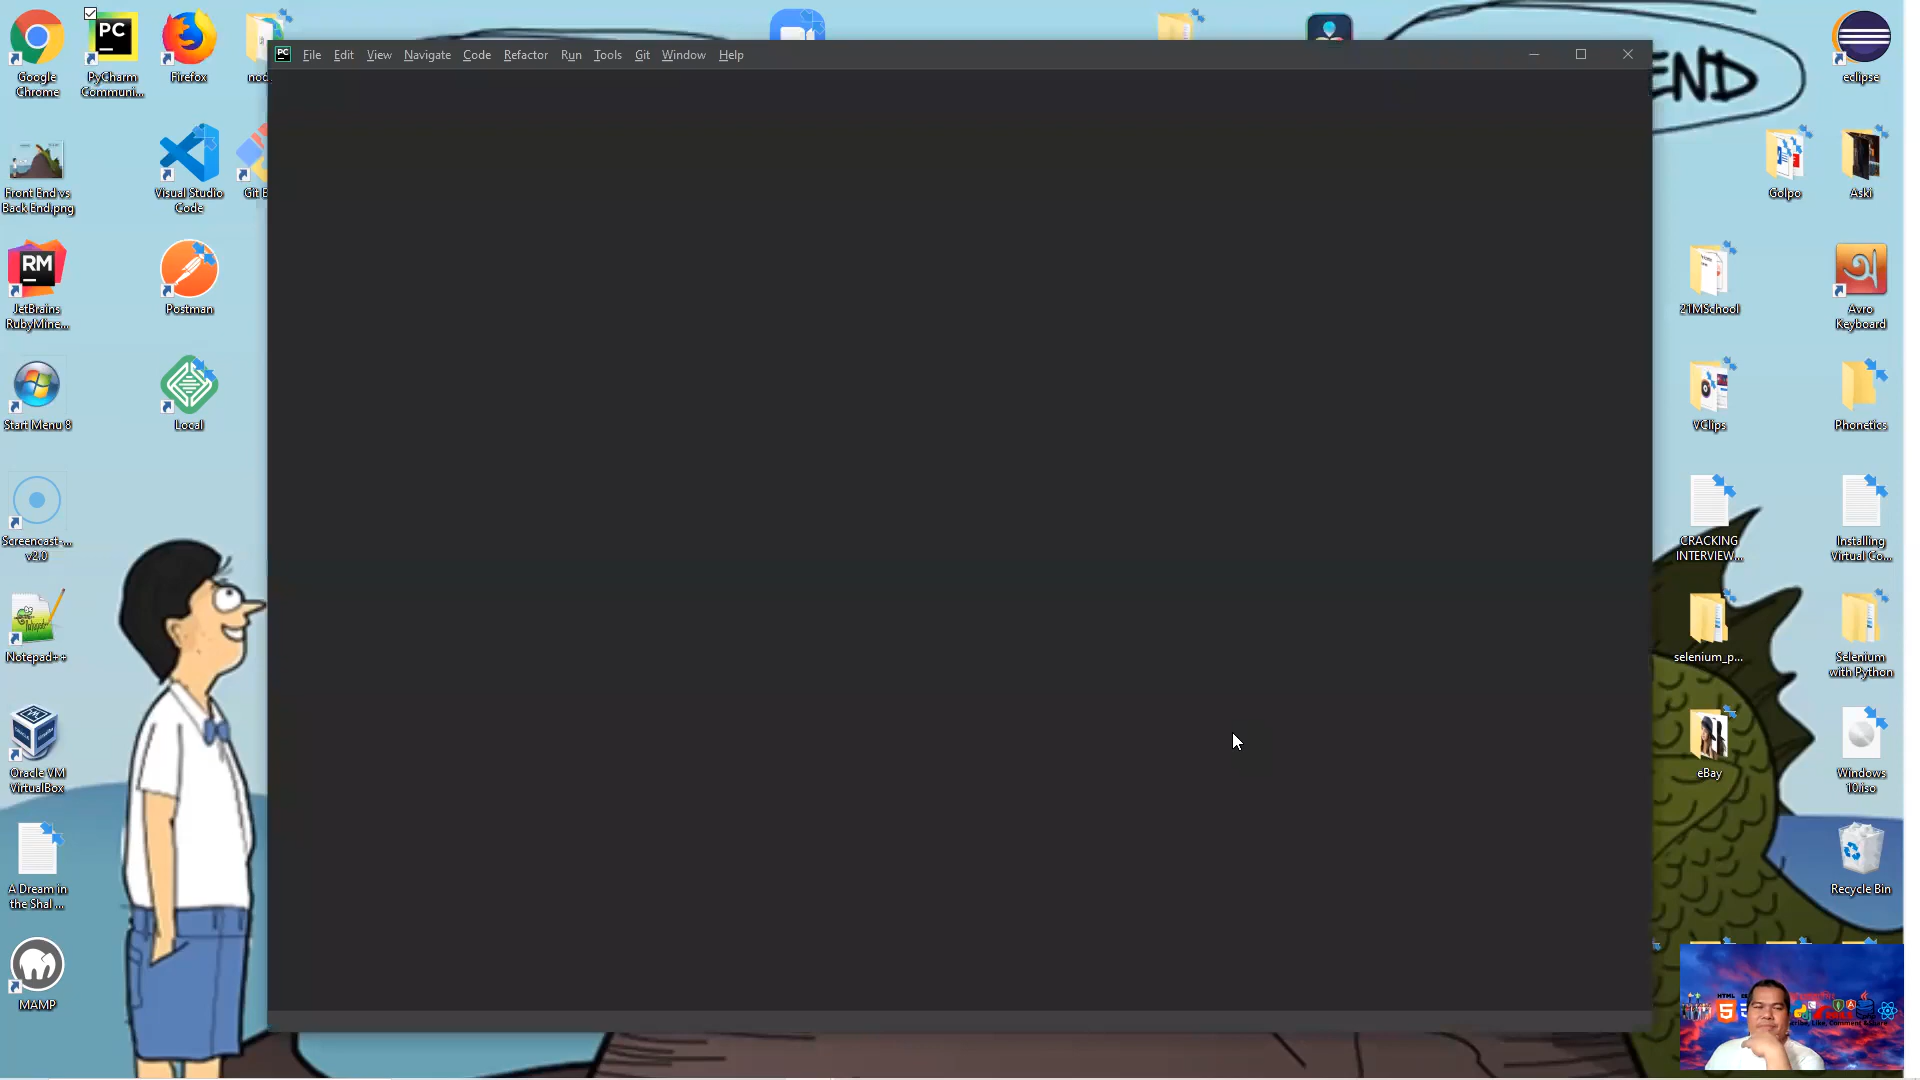 File Edit View Navigate Code Refactor Run Tools Git Window Help
END
Google
Chrome
PyCharm
Communi...
Firefox
eclipse
Front End vs
Back End.png
Visual Studio
Code
Golpo
Aski
RM
JetBrains
RubyMine...
Postman
21MSchool
অ
Avro
Keyboard
Start Menu 8
Local
VClips
Phonetics
Screencast-...
v2.0
CRACKING
INTERVIEW...
Installing
Virtual Co...
Notepad++
selenium_p...
Selenium
with Python
Oracle VM
VirtualBox
eBay
Windows
10.iso
A Dream in
the Shal ...
Recycle Bin
MAMP
PC
PC